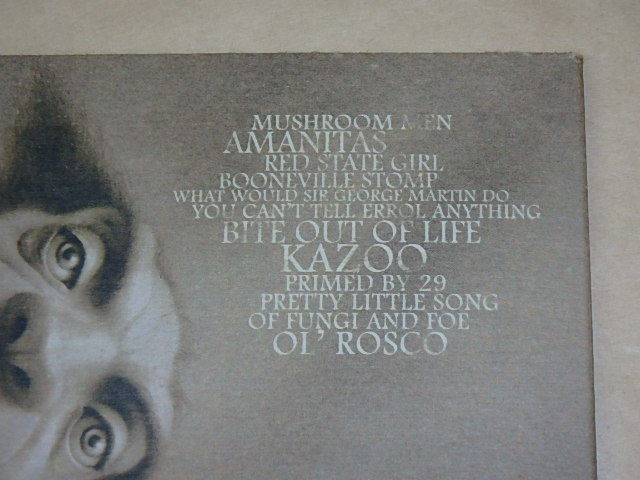 MUSHROOM MEN
AMANITAS
RED STATE GIRL
BOONEVILLE STOMP
WHAT WOULD SIR GEORGE MARTIN DO
YOU CAN'T TELL ERROL ANYTHING
BITE OUT OF LIFE
KAZOO
PRIMED BY 29
PRETTY LITTLE SONG
OF FUNGI AND FOE
OL' ROSCO